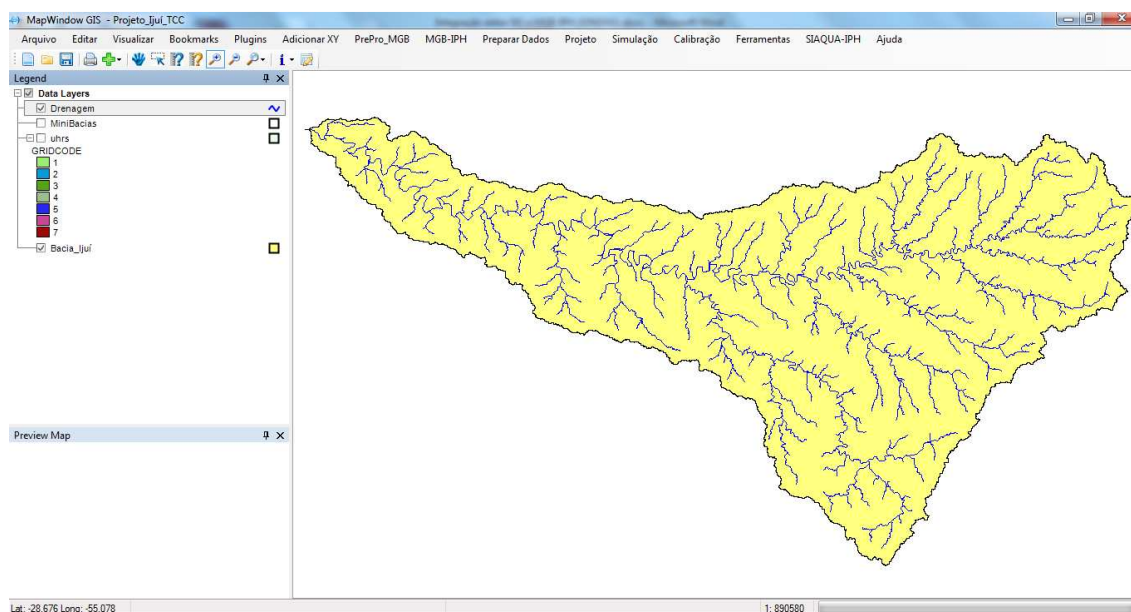 MapWindow GIS - Projeto_Ijuí_TCC
Arquivo Editar Visualizar Bookmarks Plugins Adicionar XY PrePro_MGB MGB-IPH Preparar Dados Projeto Simulação Calibração Ferramentas SIAQUA-IPH Ajuda
Legend
Data Layers
Drenagem
MiniBacias
uhrs
GRIDCODE
1
2
3
4
5
6
7
Bacia_Ijuí
Preview Map
Lat: -28.676 Long: -55.078
1: 890580